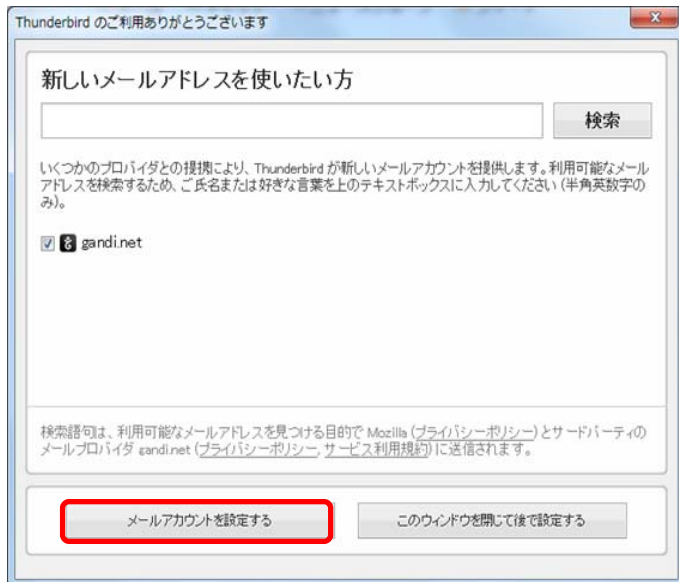 Thunderbird のご利用ありがとうございます
新しいメールアドレスを使いたい方
検索
いくつかのプロバイダとの提携により、Thunderbird が新しいメールアカウントを提供します。利用可能なメール
アドレスを検索するため、ご氏名または好きな言葉を上のテキストボックスに入力してください (半角英数字の
み)。
gandi.net
検索語句は、利用可能なメールアドレスを見つける目的で Mozilla (プライバシーポリシー) とサードパーティの
メールプロバイダ gandi.net (プライバシーポリシー, サービス利用規約) に送信されます。
メールアカウントを設定する
このウィンドウを閉じて後で設定する